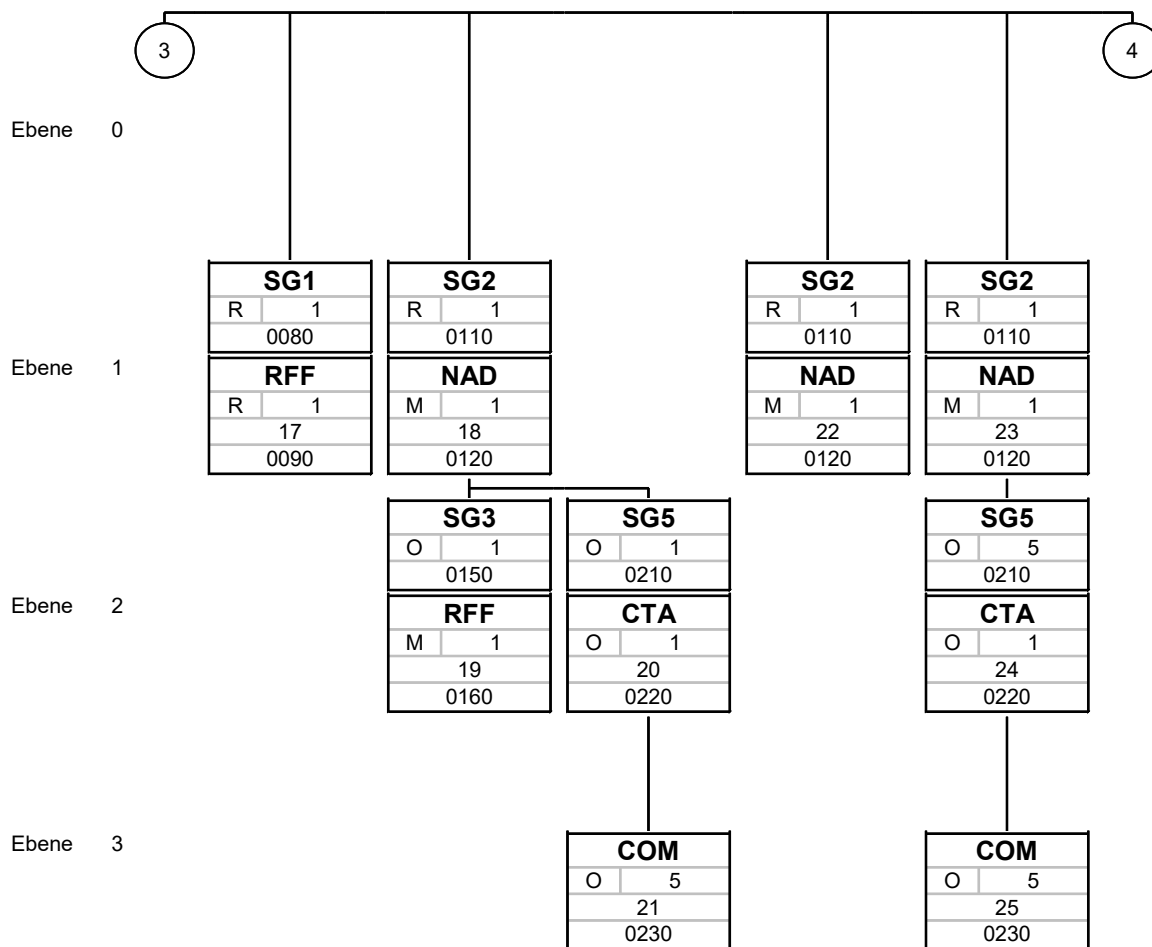 3 4
Ebene 0
SG1 SG2 SG2 SG2
R 1 R 1 R 1 R 1
0080 0110 0110 0110
Ebene 1
RFF NAD NAD NAD
R 1 M 1 M 1 M 1
17 18 22 23
0090 0120 0120 0120
SG3 SG5 SG5
O 1 O 1 O 5
0150 0210 0210
Ebene 2
RFF CTA CTA
M 1 O 1 O 1
19 20 24
0160 0220 0220
Ebene 3
COM COM
O 5 O 5
21 25
0230 0230